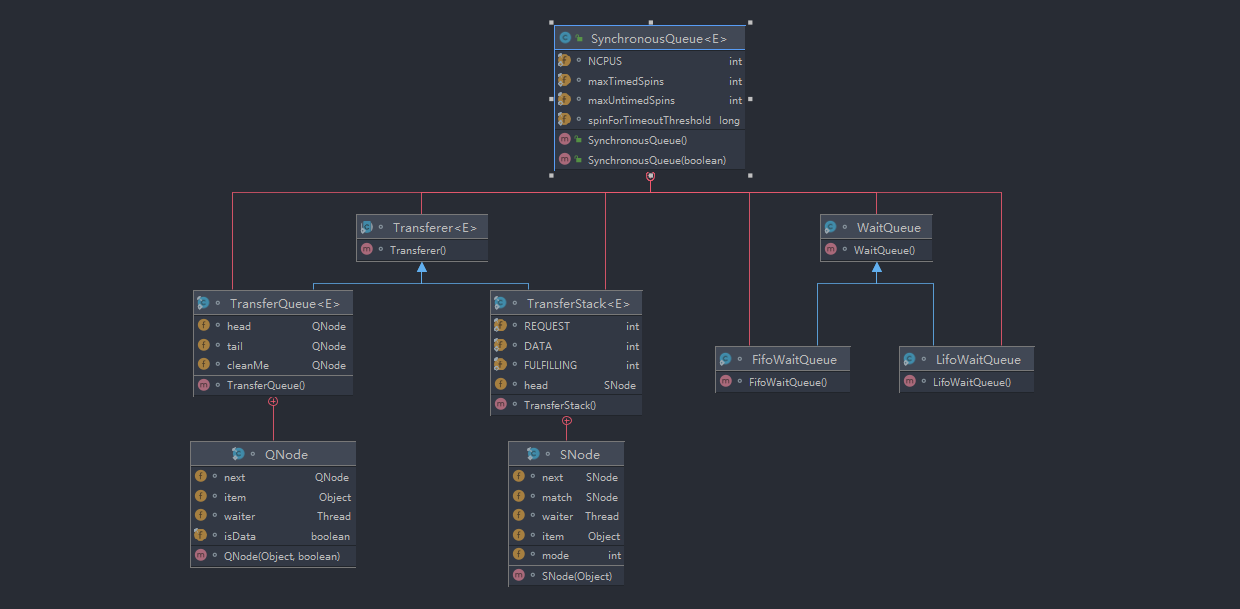 SynchronousQueue<E>
NCPUS int
maxTimedSpins int
maxUntimedSpins int
spinForTimeoutThreshold long
SynchronousQueue()
SynchronousQueue(boolean)
Transferer<E>
Transferer()
WaitQueue
WaitQueue()
TransferQueue<E>
head QNode
tail QNode
cleanMe QNode
TransferQueue()
TransferStack<E>
REQUEST int
DATA int
FULFILLING int
head SNode
TransferStack()
FifoWaitQueue
FifoWaitQueue()
LifoWaitQueue
LifoWaitQueue()
QNode
next QNode
item Object
waiter Thread
isData boolean
QNode(Object, boolean)
SNode
next SNode
match SNode
waiter Thread
item Object
mode int
SNode(Object)